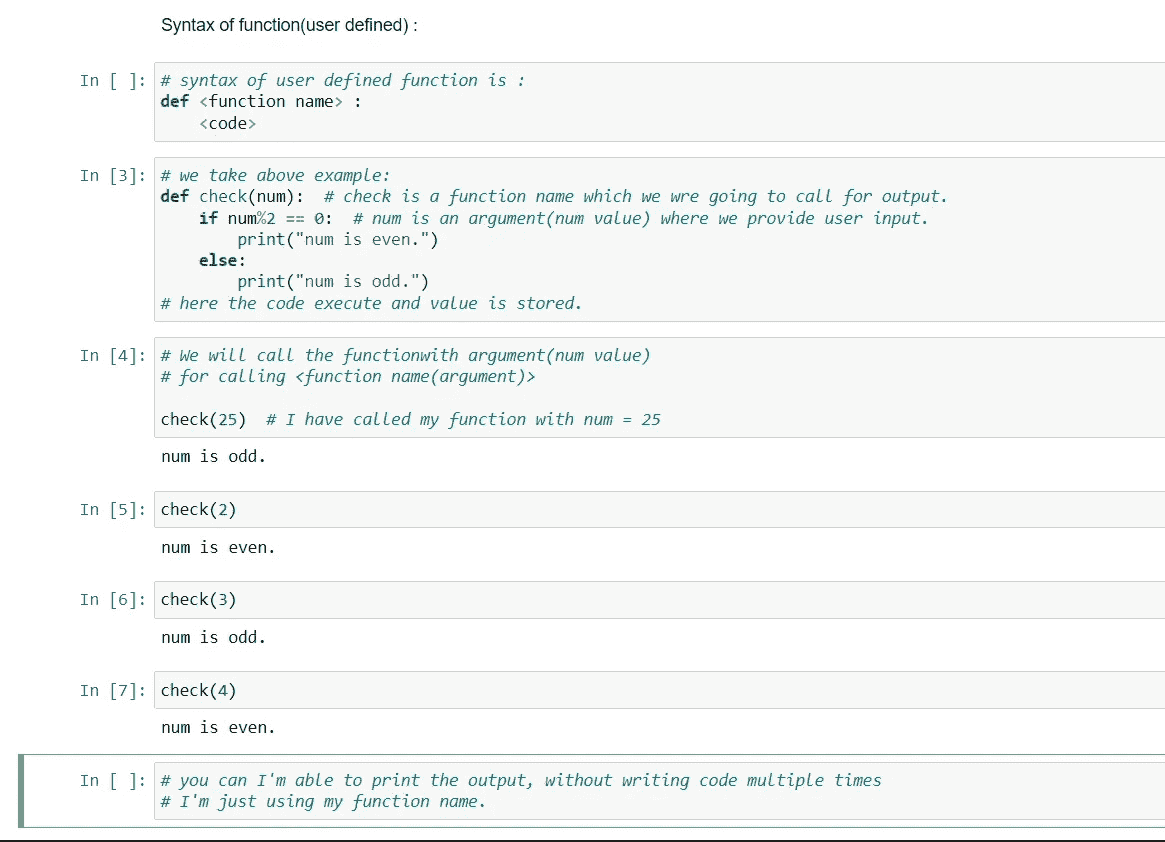 Syntax of function(user defined) :
In [ ]: # syntax of user defined function is :
def <function name> :
    <code>
In [3]: # we take above example:
def check(num):  # check is a function name which we wre going to call for output.
    if num%2 == 0:  # num is an argument(num value) where we provide user input.
        print("num is even.")
    else:
        print("num is odd.")
# here the code execute and value is stored.
In [4]: # We will call the functionwith argument(num value)
# for calling <function name(argument)>
check(25)  # I have called my function with num = 25
num is odd.
In [5]: check(2)
num is even.
In [6]: check(3)
num is odd.
In [7]: check(4)
num is even.
In [ ]: # you can I'm able to print the output, without writing code multiple times
# I'm just using my function name.